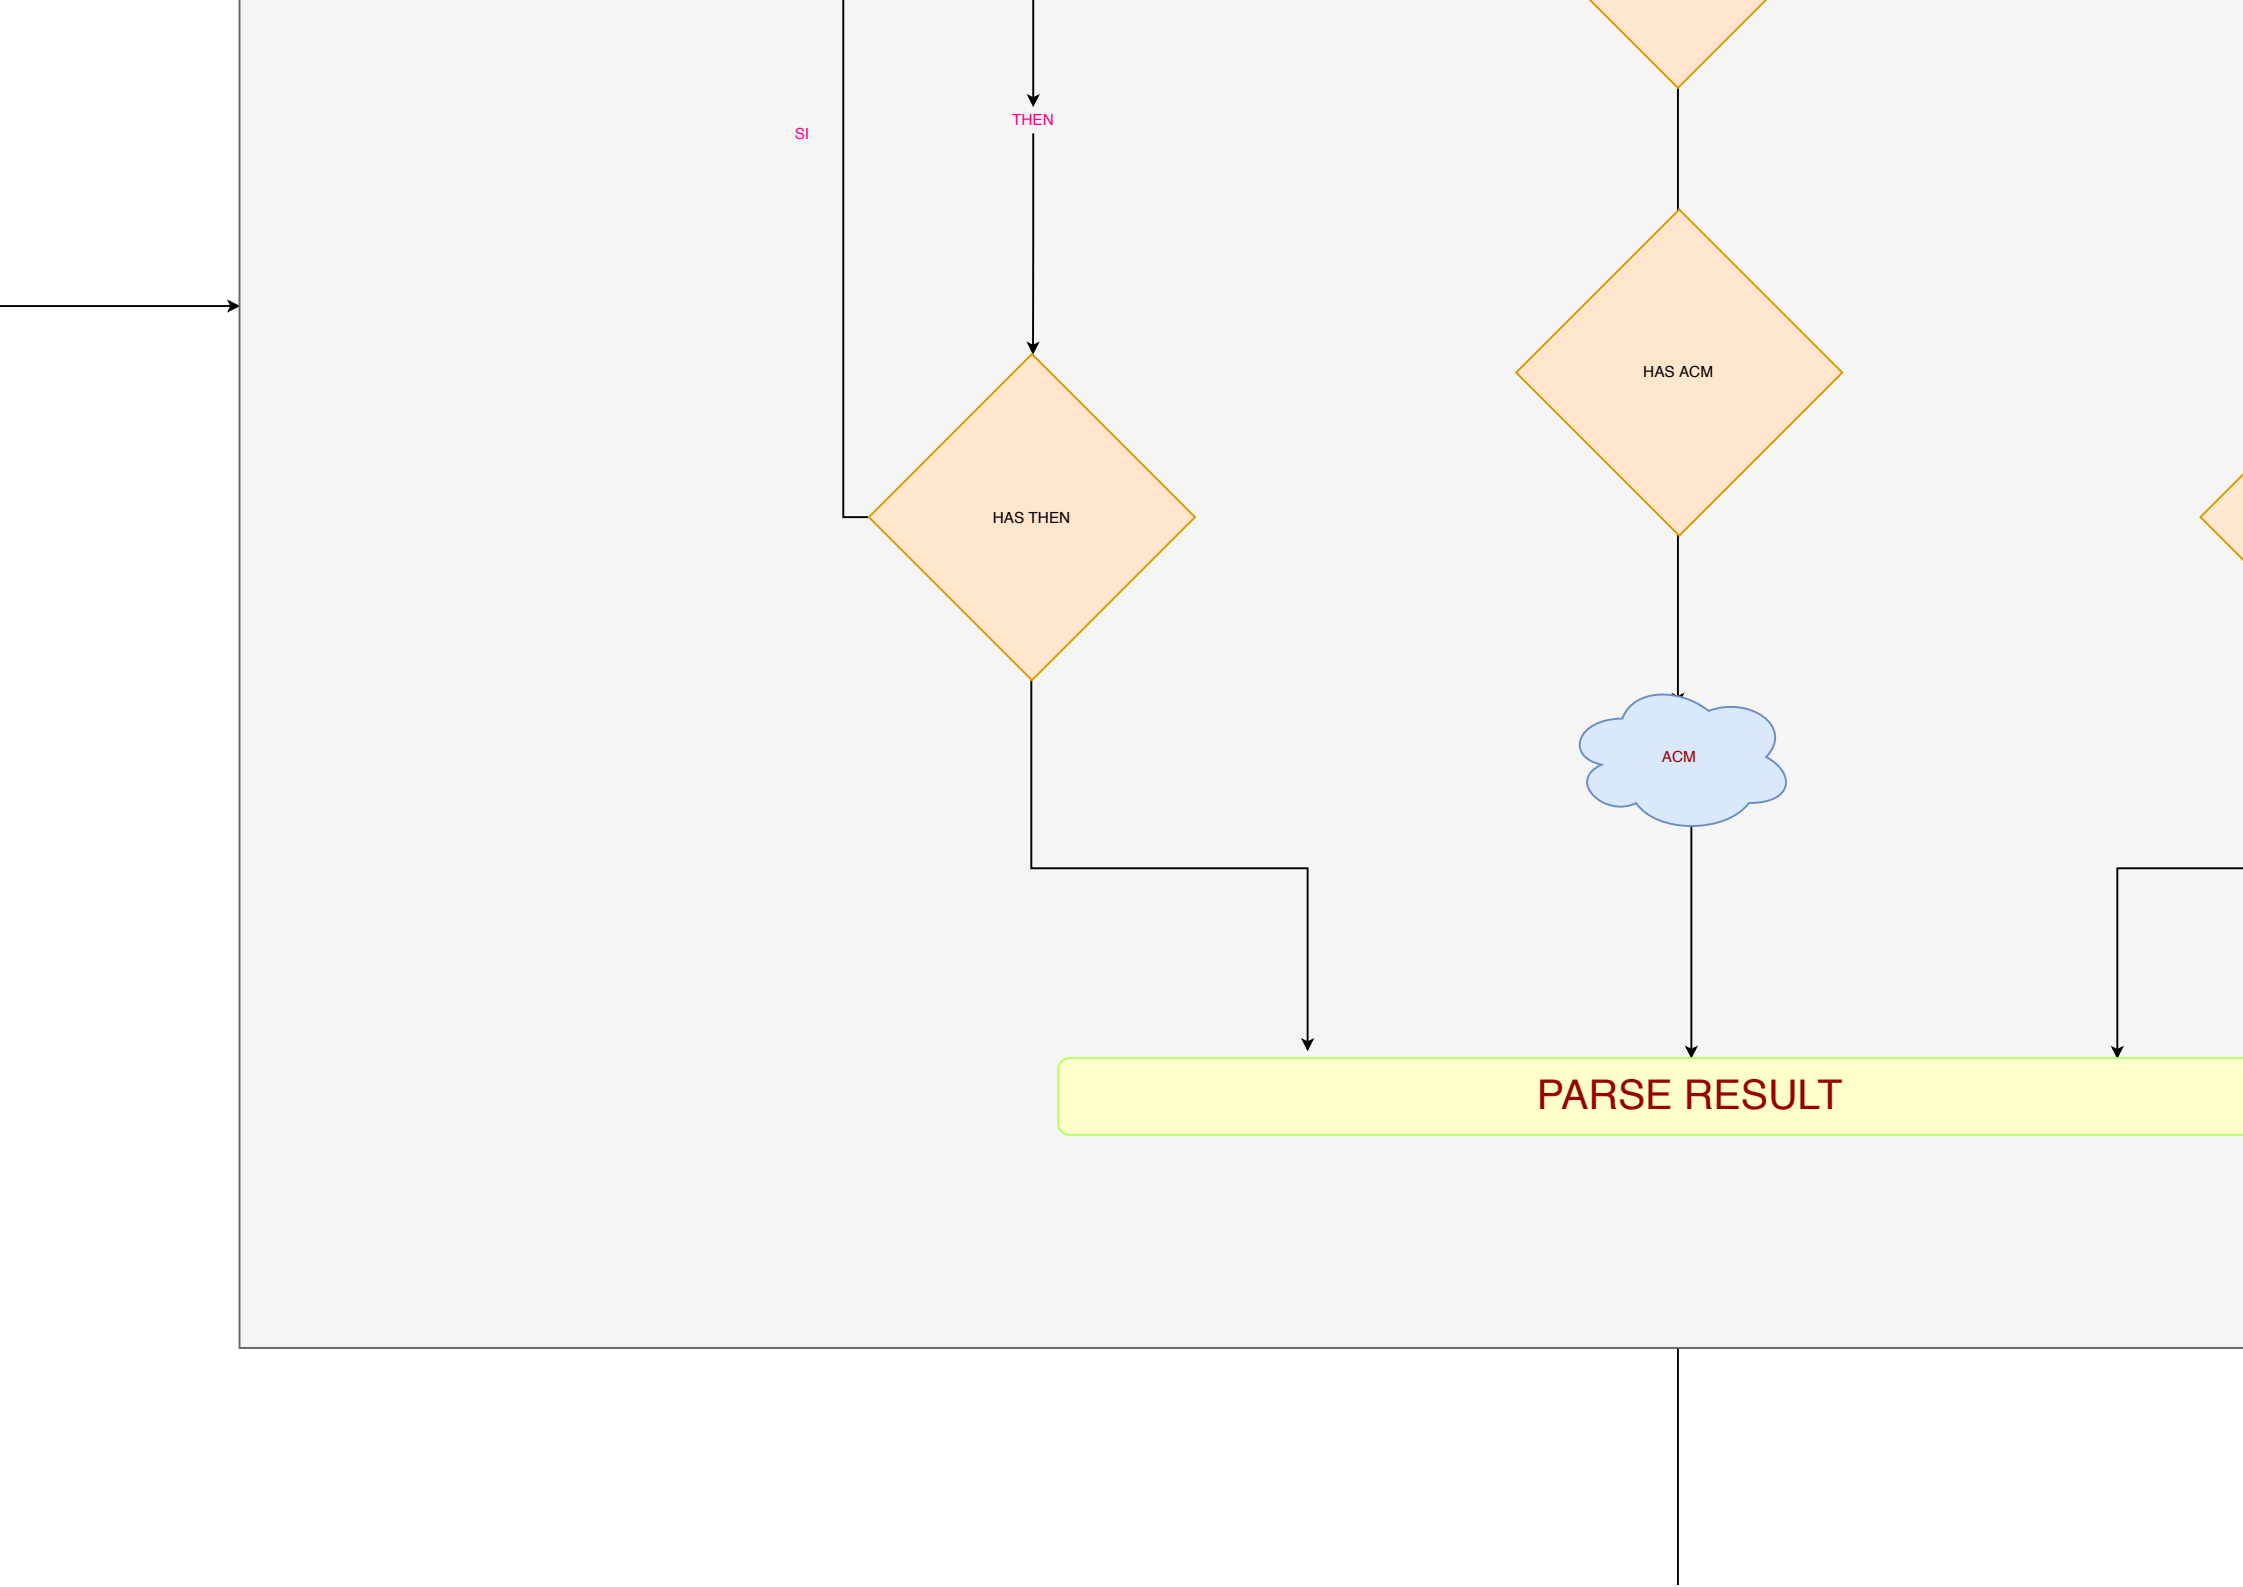 THEN
SI
HAS ACM
HAS THEN
ACM
PARSE RESULT